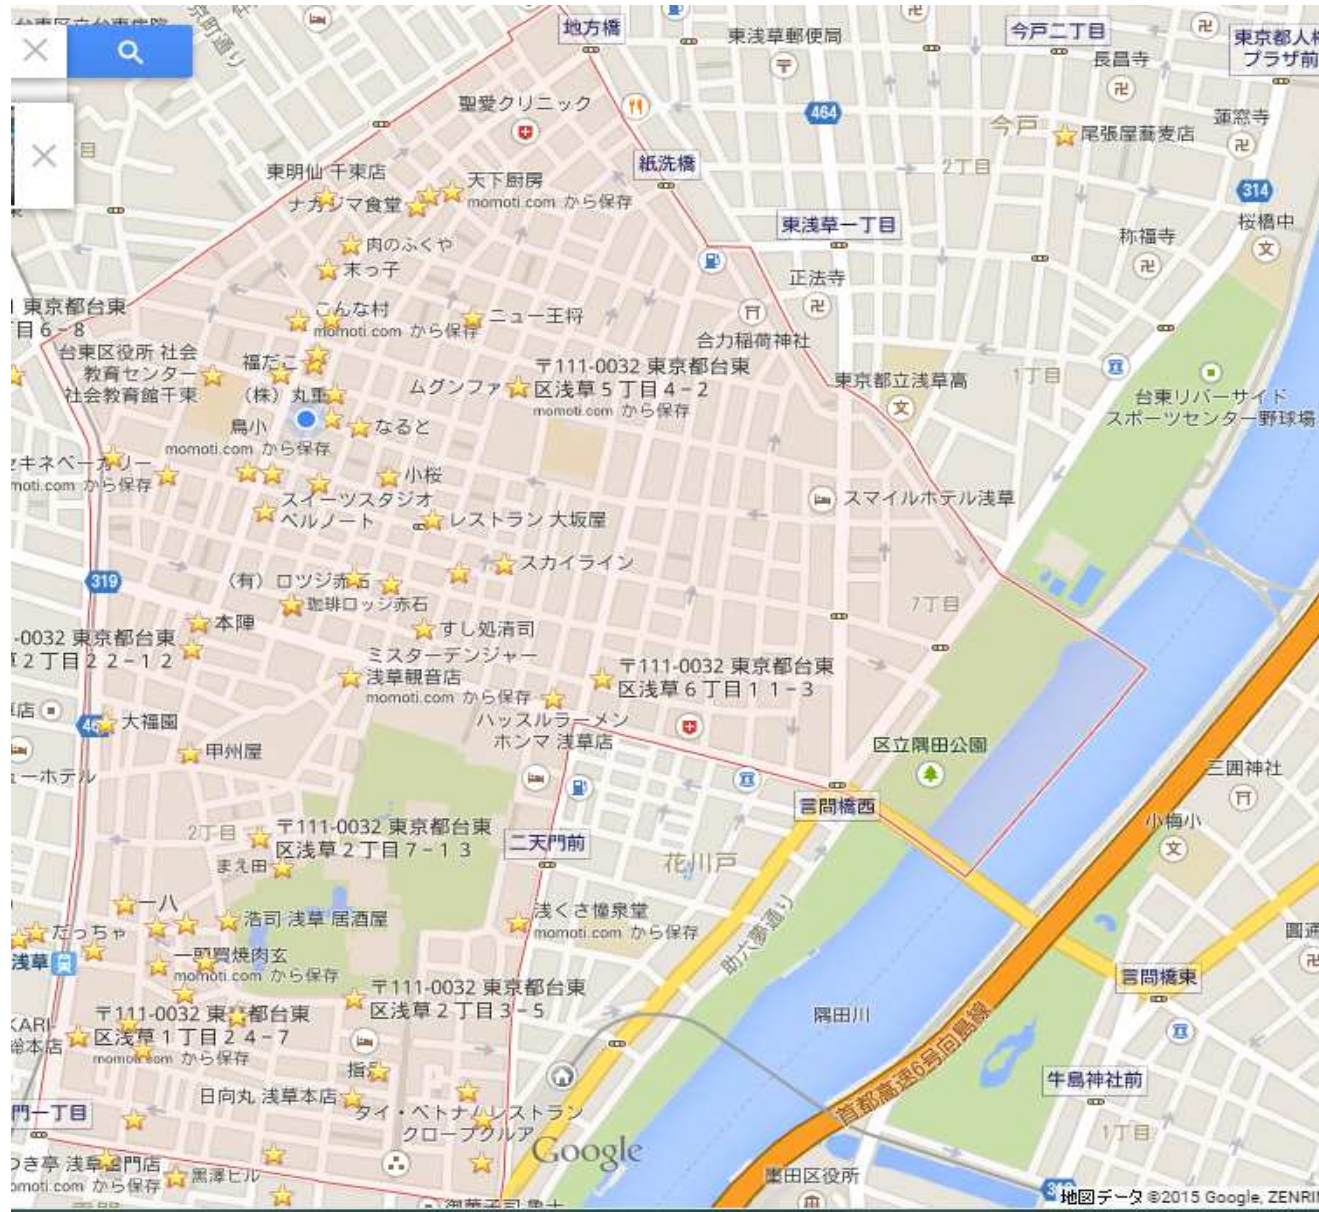 地方橋
今戸二丁目
東浅草郵便局
長昌寺
プラザ前
聖愛クリニック
464
今戸
尾張屋蕎麦店
蓮窓寺
紙洗橋
2丁目
314
東明仙 千束店
天下厨房
ナカジマ食堂
momoti.com から保存
東浅草一丁目
桜橋中
称福寺
肉のふくや
末っ子
正法寺
東京都台東
目6-8
こんな村
momoti.com から保存
ニュー王将
合力稲荷神社
台東区役所 社会
教育センター
社会教育館千束
福だこ
〒111-0032 東京都台東
区浅草5丁目4-2
momoti.com から保存
ムグンファ
(株) 丸重
東京都立浅草高
1丁目
台東リバーサイド
スポーツセンター野球場
鳥小
momoti.com から保存
なると
から保存
小桜
スイーツスタジオ
ベルノート
レストラン 大坂屋
スマイルホテル浅草
スカイライン
319
(有) ロッジ赤石
珈琲ロッジ赤石
7丁目
本陣
すし処清司
-0032 東京都台東
2丁目22-12
ミスターデンジャー
浅草観音店
momoti.com から保存
〒111-0032 東京都台東
区浅草6丁目11-3
大福園
ハッスルラーメン
ホンマ 浅草店
甲州屋
区立隅田公園
三囲神社
言問橋西
小梅小
2丁目
〒111-0032 東京都台東
区浅草2丁目7-13
まえ田
二天門前
花川戸
一八
浩司 浅草 居酒屋
浅くさ憧泉堂
momoti.com から保存
だっちゃ
浅草
momoti.com から保存
助六夢通り
言問橋東
〒111-0032 東京都台東
区浅草2丁目3-5
隅田川
〒111-0032 東京都台東
区浅草1丁目24-7
から保存
総本店
首都高速6号向島線
牛島神社前
日向丸 浅草本店
タイ・ベトナムレストラン
クローブクルア
門一丁目
1丁目
Google
黒澤ビル
墨田区役所
地図データ ©2015 Google, ZENRIN